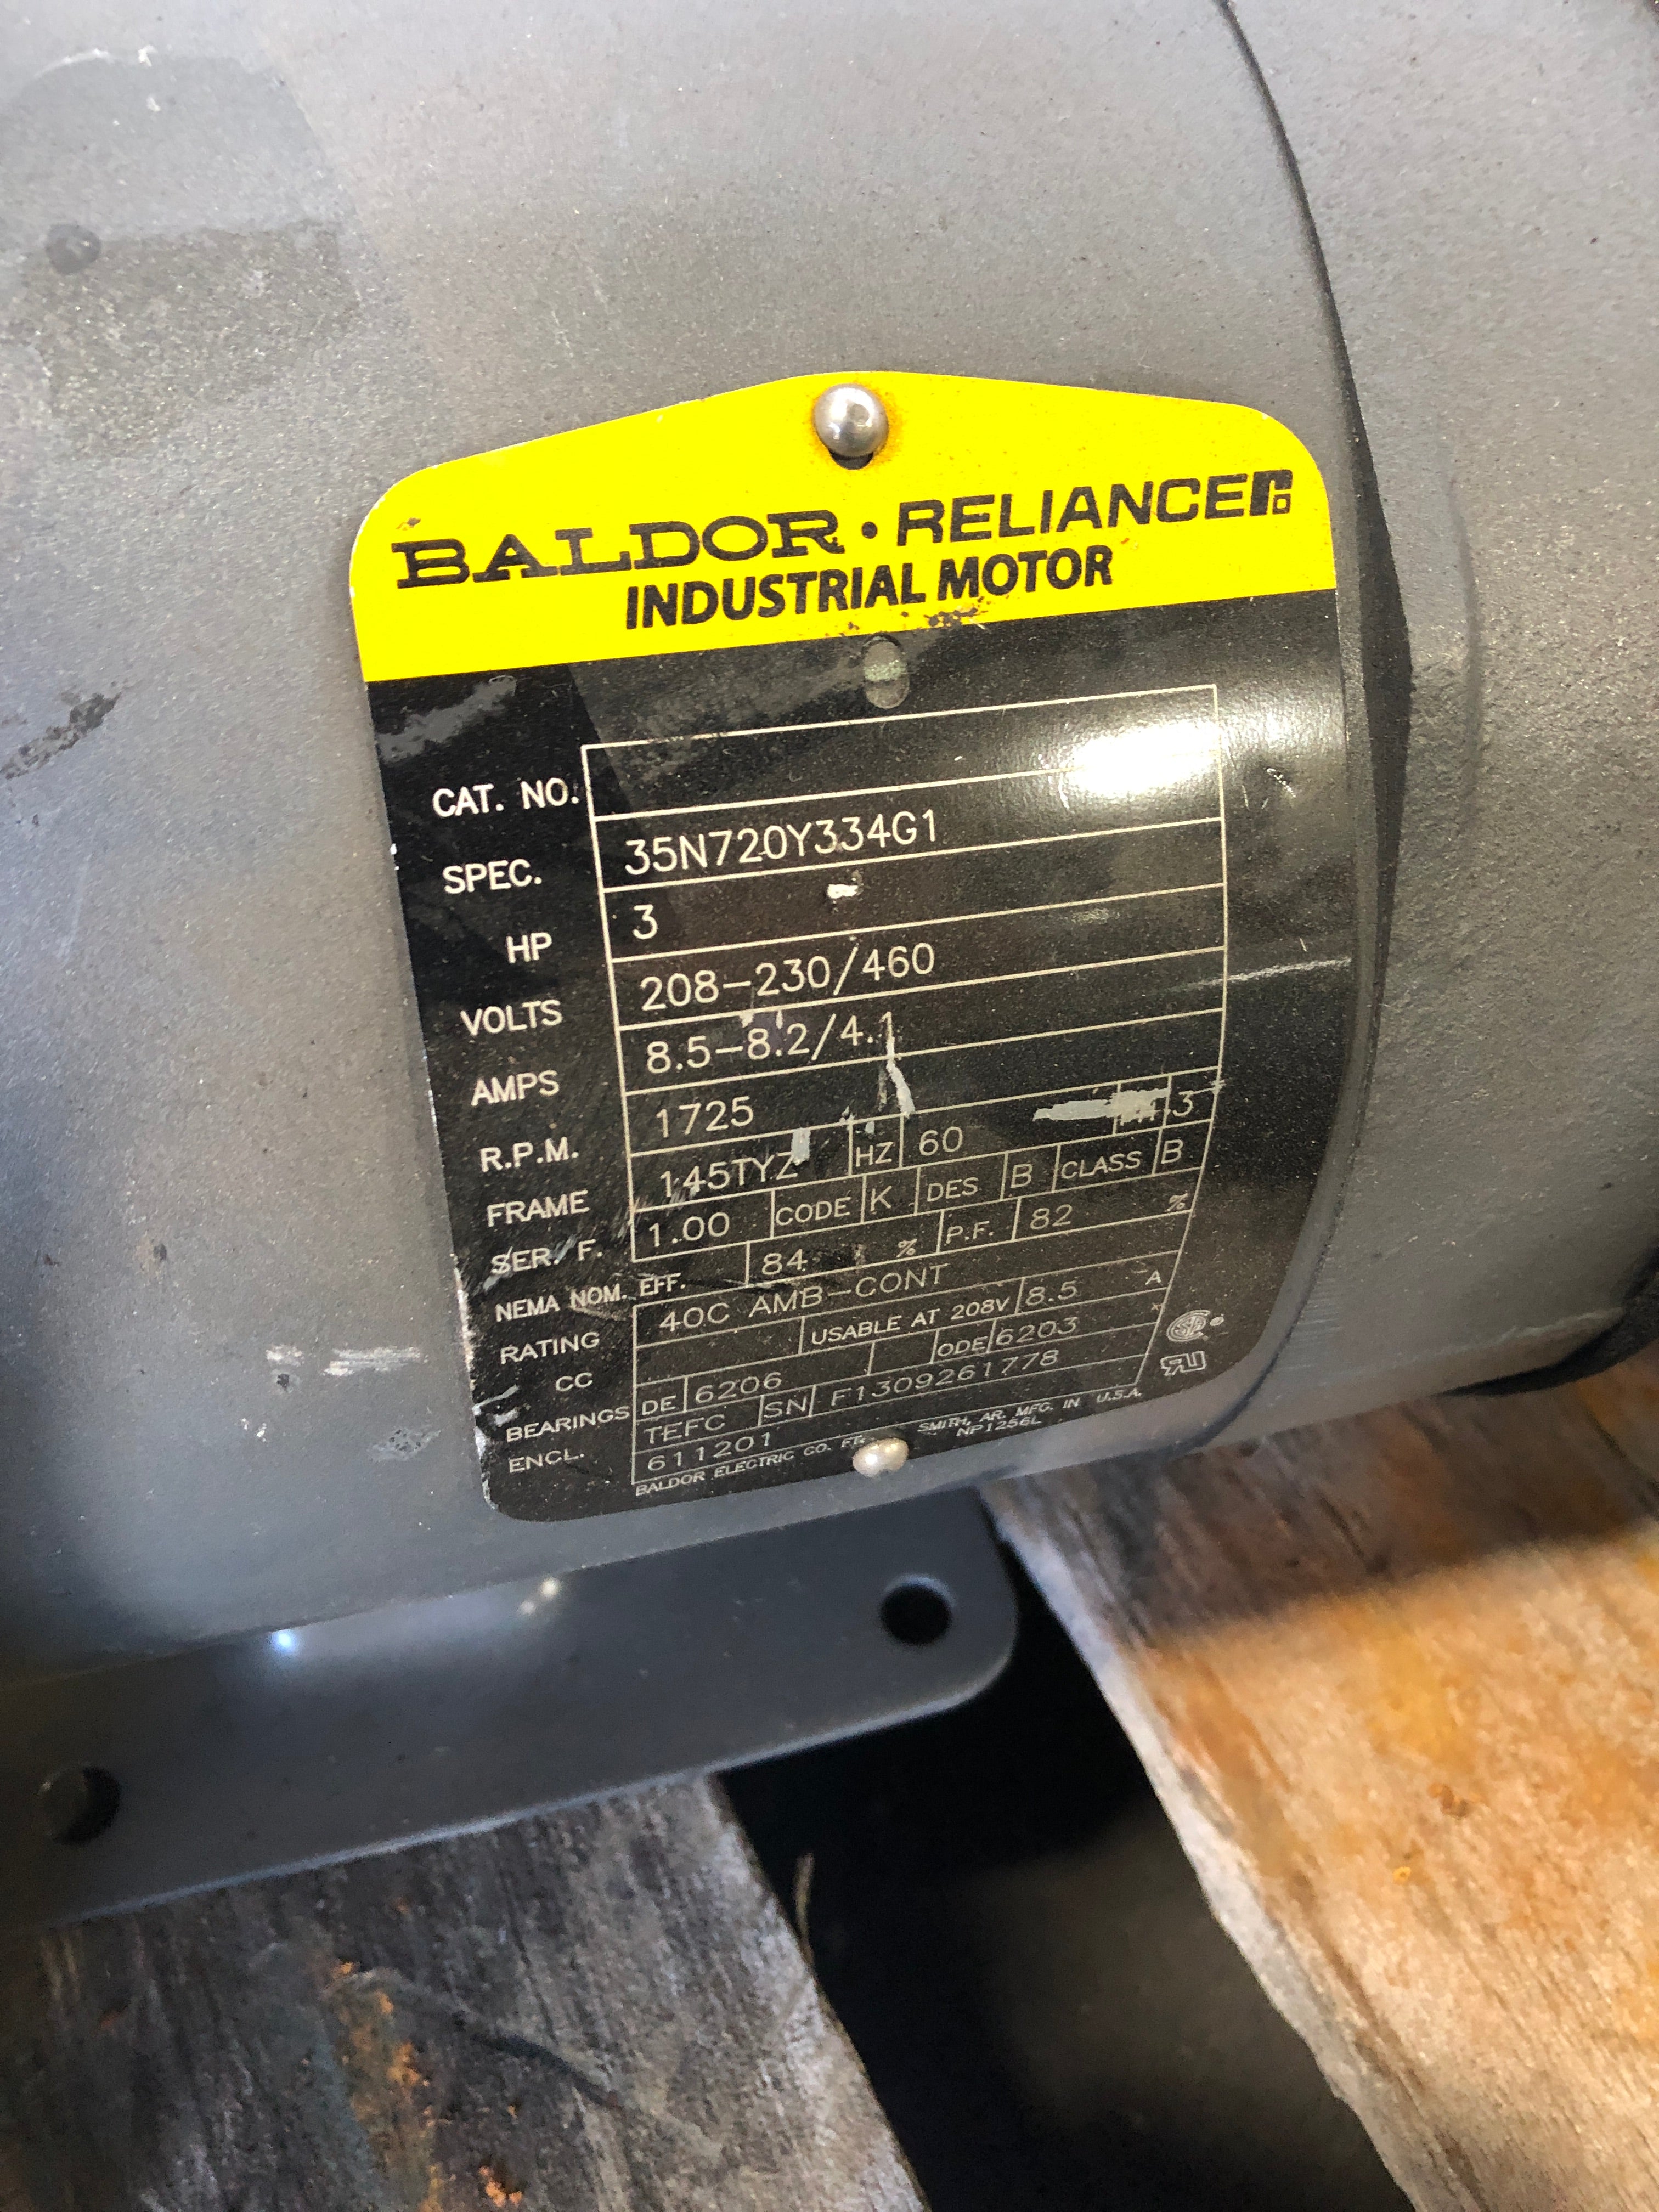 BALDOR · RELIANCE
INDUSTRIAL MOTOR
CAT. NO.
SPEC. 35N720Y334G1
HP 3
VOLTS 208-230/460
AMPS 8.5-8.2/4.1
R.P.M. 1725
FRAME 145TYZ HZ 60 3
SER. F. 1.00 CODE K DES B CLASS B
NEMA NOM. EFF. 84 % P.F. 82 %
RATING 40C AMB-CONT
CC USABLE AT 208V 8.5 A
BEARINGS DE 6206 ODE 6203
ENCL. TEFC SN F1309261778
611201
BALDOR ELECTRIC CO. FT. SMITH, AR. MFG. IN U.S.A.
NP1256L